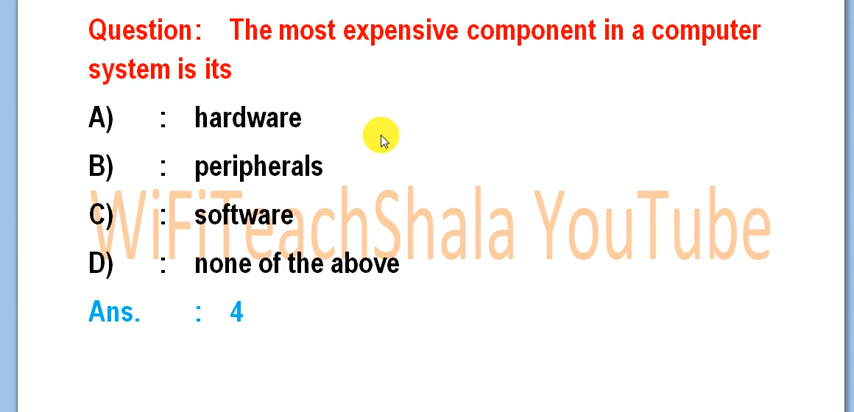 Question: The most expensive component in a computer
system is its
A) : hardware
B) : peripherals
WiFiTeachShala YouTube
C) : software
D) : none of the above
Ans. : 4